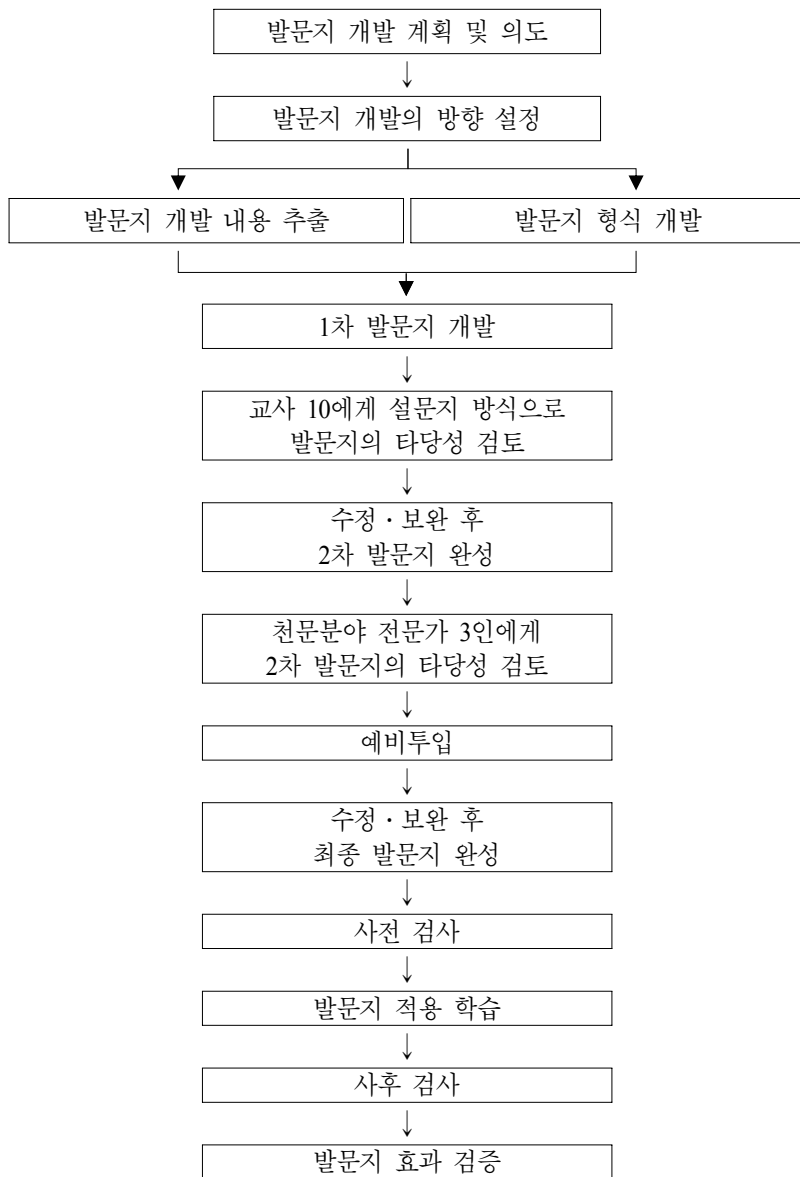 발문지 개발 계획 및 의도
↓
발문지 개발의 방향 설정
발문지 개발 내용 추출
발문지 형식 개발
1차 발문지 개발
↓
교사 10에게 설문지 방식으로
발문지의 타당성 검토
↓
수정·보완 후
2차 발문지 완성
↓
천문분야 전문가 3인에게
2차 발문지의 타당성 검토
↓
예비투입
↓
수정·보완 후
최종 발문지 완성
↓
사전 검사
↓
발문지 적용 학습
↓
사후 검사
↓
발문지 효과 검증